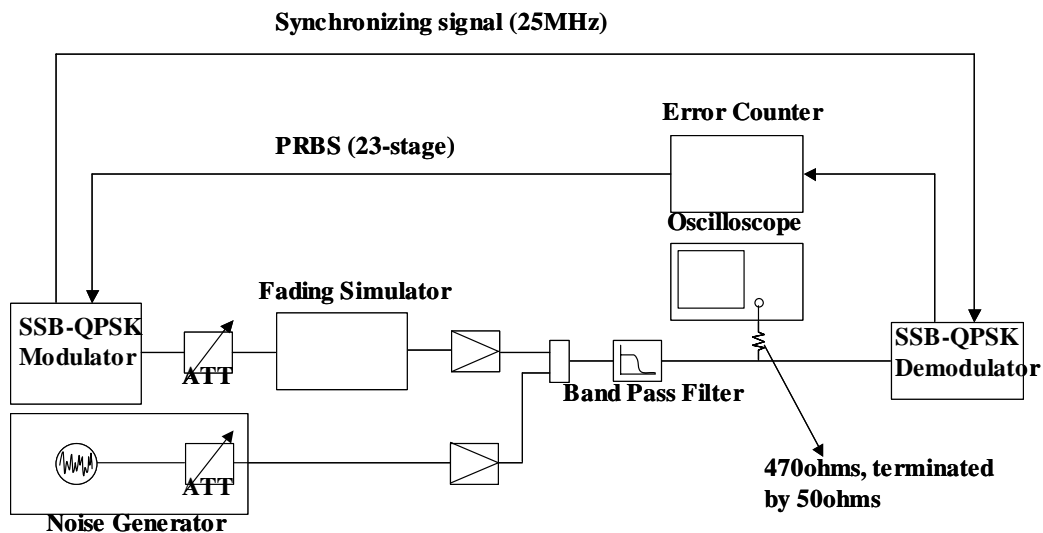 Synchronizing signal (25MHz)
Error Counter
PRBS (23-stage)
Oscilloscope
Fading Simulator
SSB-QPSK
Modulator
ATT
SSB-QPSK
Demodulator
Band Pass Filter
ATT
Noise Generator
470ohms, terminated
by 50ohms